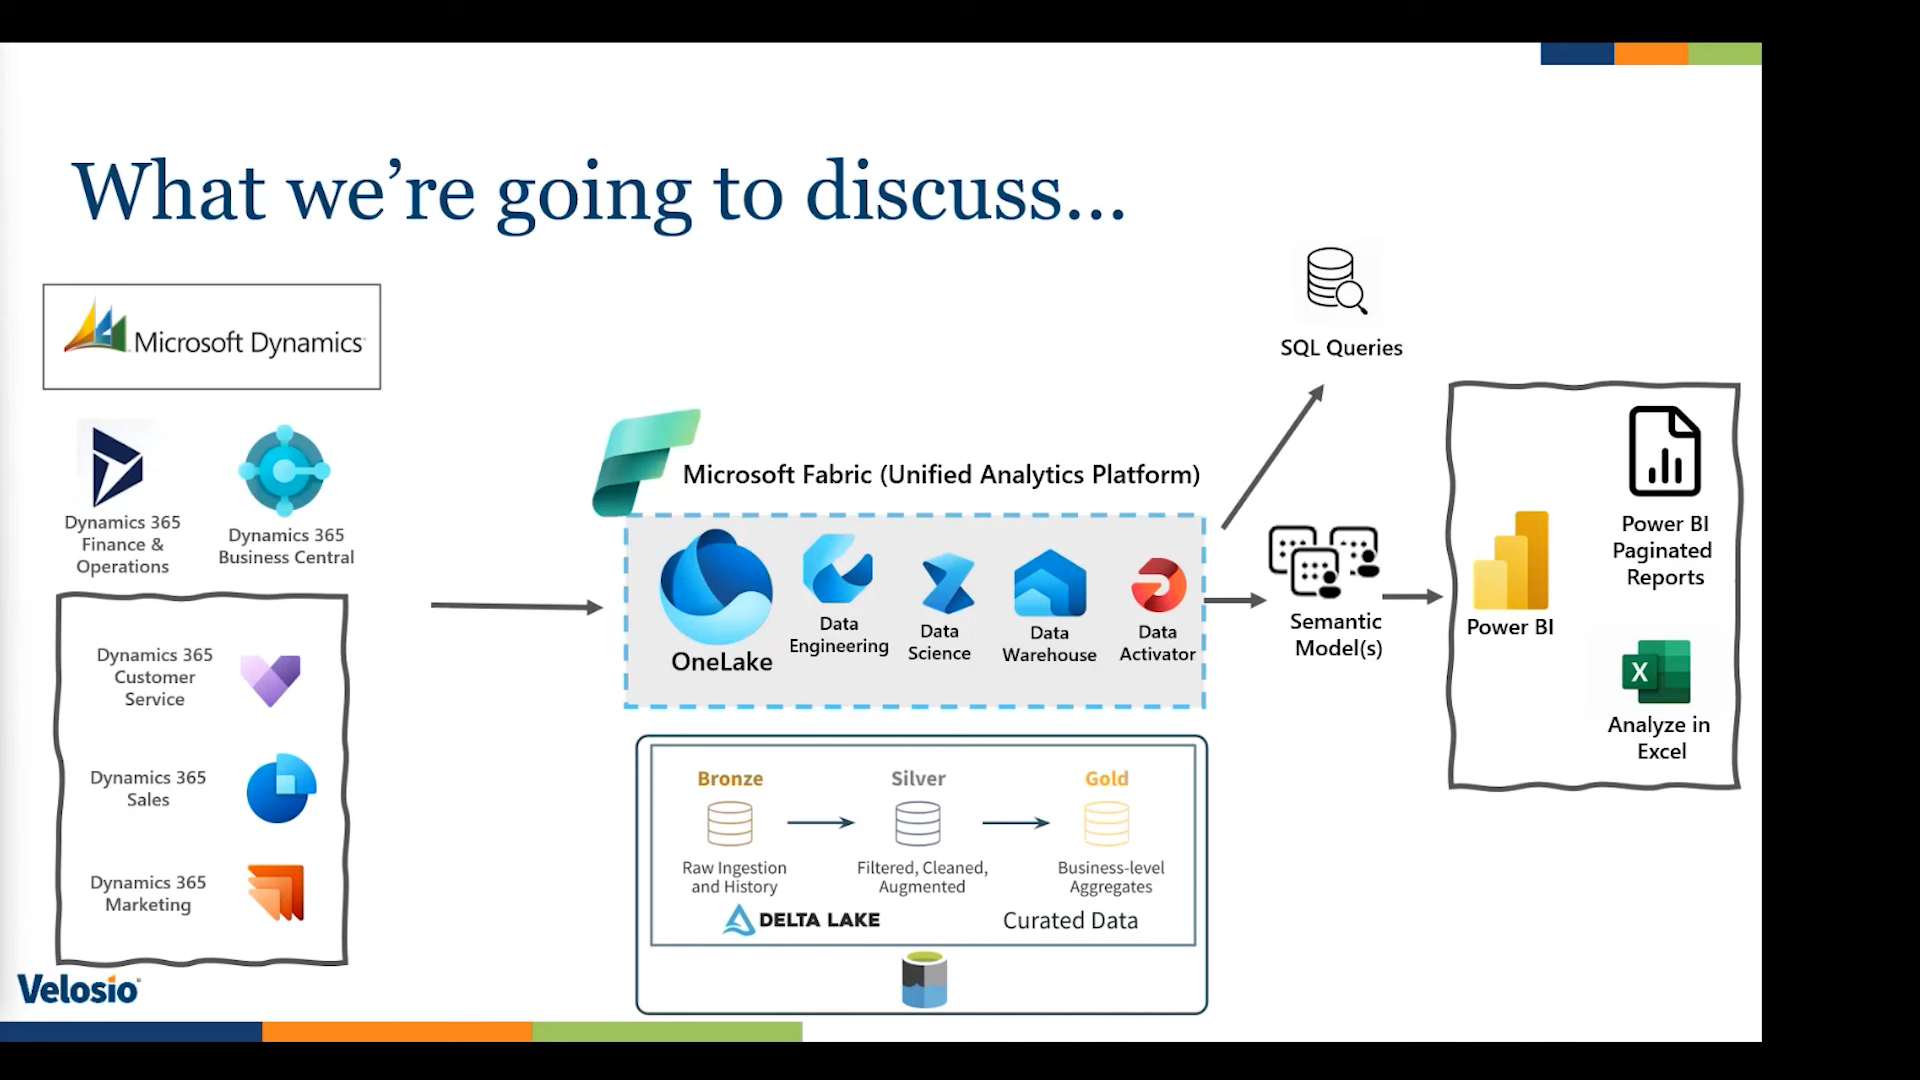 What we’re going to discuss...
Microsoft Dynamics
Dynamics 365
Finance &
Operations
Dynamics 365
Business Central
Dynamics 365
Customer
Service
Dynamics 365
Sales
Dynamics 365
Marketing
Velosio
Microsoft Fabric (Unified Analytics Platform)
OneLake
Data
Engineering
Data
Science
Data
Warehouse
Data
Activator
Bronze
Silver
Gold
Raw Ingestion
and History
Filtered, Cleaned,
Augmented
Business-level
Aggregates
DELTA LAKE
Curated Data
SQL Queries
Semantic
Model(s)
Power BI
Power BI
Paginated
Reports
X
Analyze in
Excel